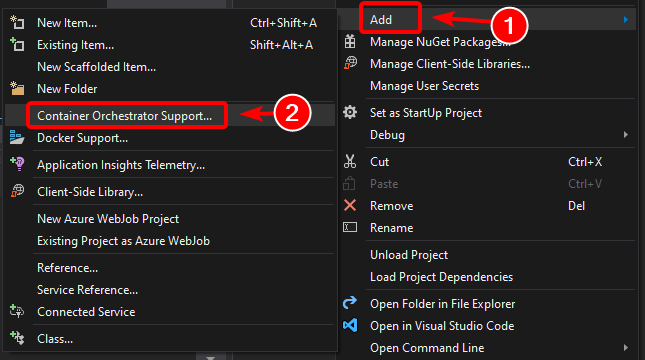 New Item... Ctrl+Shift+A
Existing Item... Shift+Alt+A
New Scaffolded Item...
New Folder
Container Orchestrator Support...
2
Docker Support...
Application Insights Telemetry...
Client-Side Library...
New Azure WebJob Project
Existing Project as Azure WebJob
Reference...
Service Reference...
Connected Service
Class...
Add
1
Manage NuGet Packages...
Manage Client-Side Libraries...
Manage User Secrets
Set as StartUp Project
Debug
Cut Ctrl+X
Paste Ctrl+V
Remove Del
Rename
Unload Project
Load Project Dependencies
Open Folder in File Explorer
Open in Visual Studio Code
Open Command Line